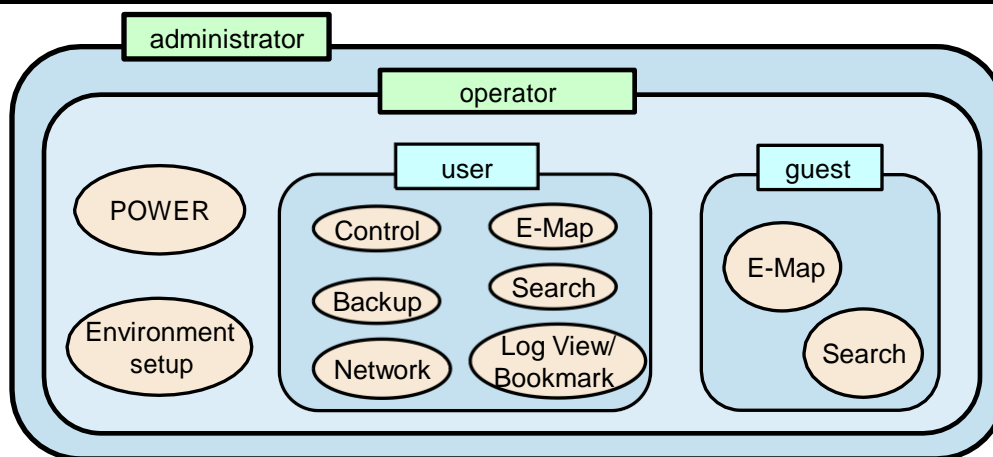 administrator
operator
user
guest
POWER
Control
E-Map
E-Map
Backup
Search
Environment
setup
Network
Log View/
Bookmark
Search